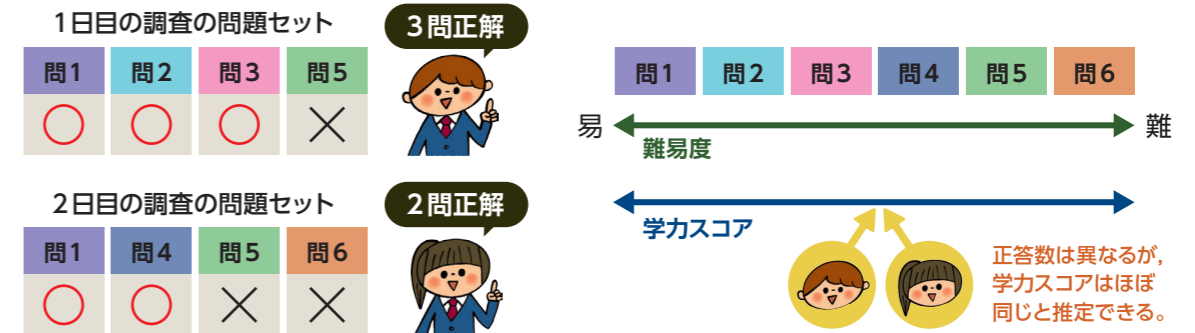 1日目の調査の問題セット
問1 問2 問3 問5
○ ○ ○ ×
3問正解
2日目の調査の問題セット
問1 問4 問5 問6
○ ○ × ×
2問正解
問1 問2 問3 問4 問5 問6
易 難
難易度
学力スコア
正答数は異なるが,
学力スコアはほぼ
同じと推定できる。